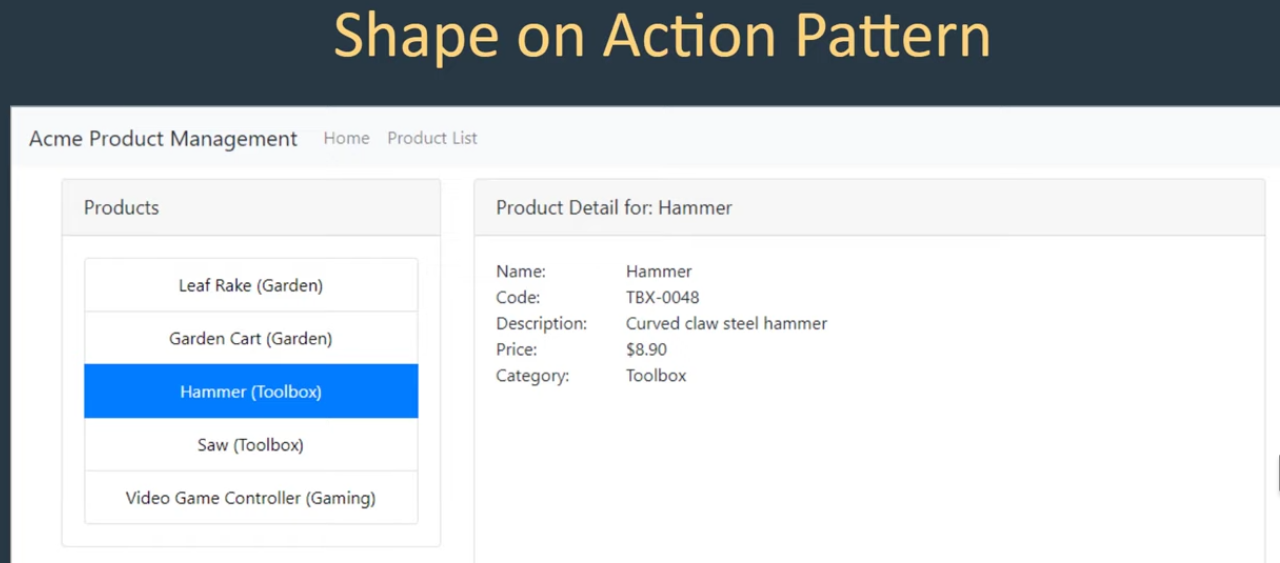 Shape on Action Pattern
Acme Product Management Home Product List
Products
Leaf Rake (Garden)
Garden Cart (Garden)
Hammer (Toolbox)
Saw (Toolbox)
Video Game Controller (Gaming)
Product Detail for: Hammer
Name: Hammer
Code: TBX-0048
Description: Curved claw steel hammer
Price: $8.90
Category: Toolbox